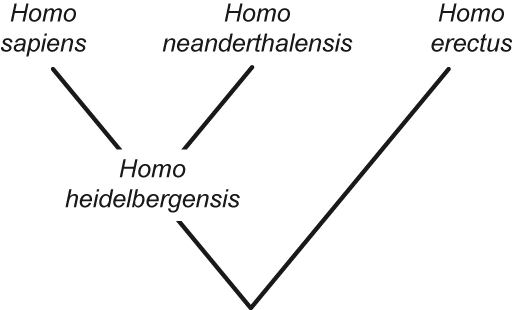 Homo
sapiens
Homo
neanderthalensis
Homo
erectus
Homo
heidelbergensis